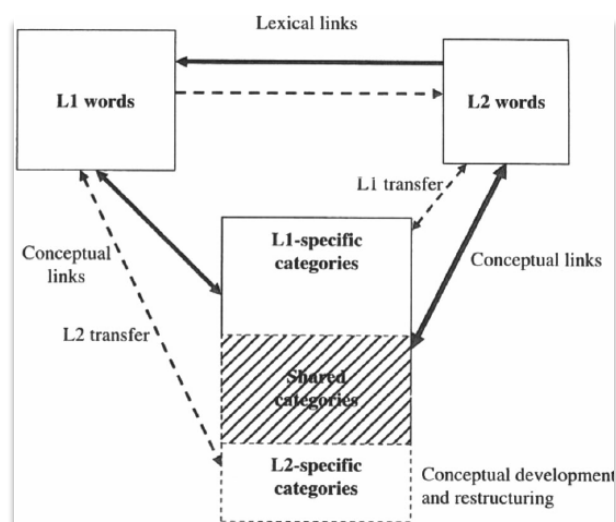 Lexical links
L1 words
L2 words
L1 transfer
L1-specific
categories
Conceptual
links
Conceptual links
L2 transfer
Shared
categories
L2-specific
categories
Conceptual development
and restructuring